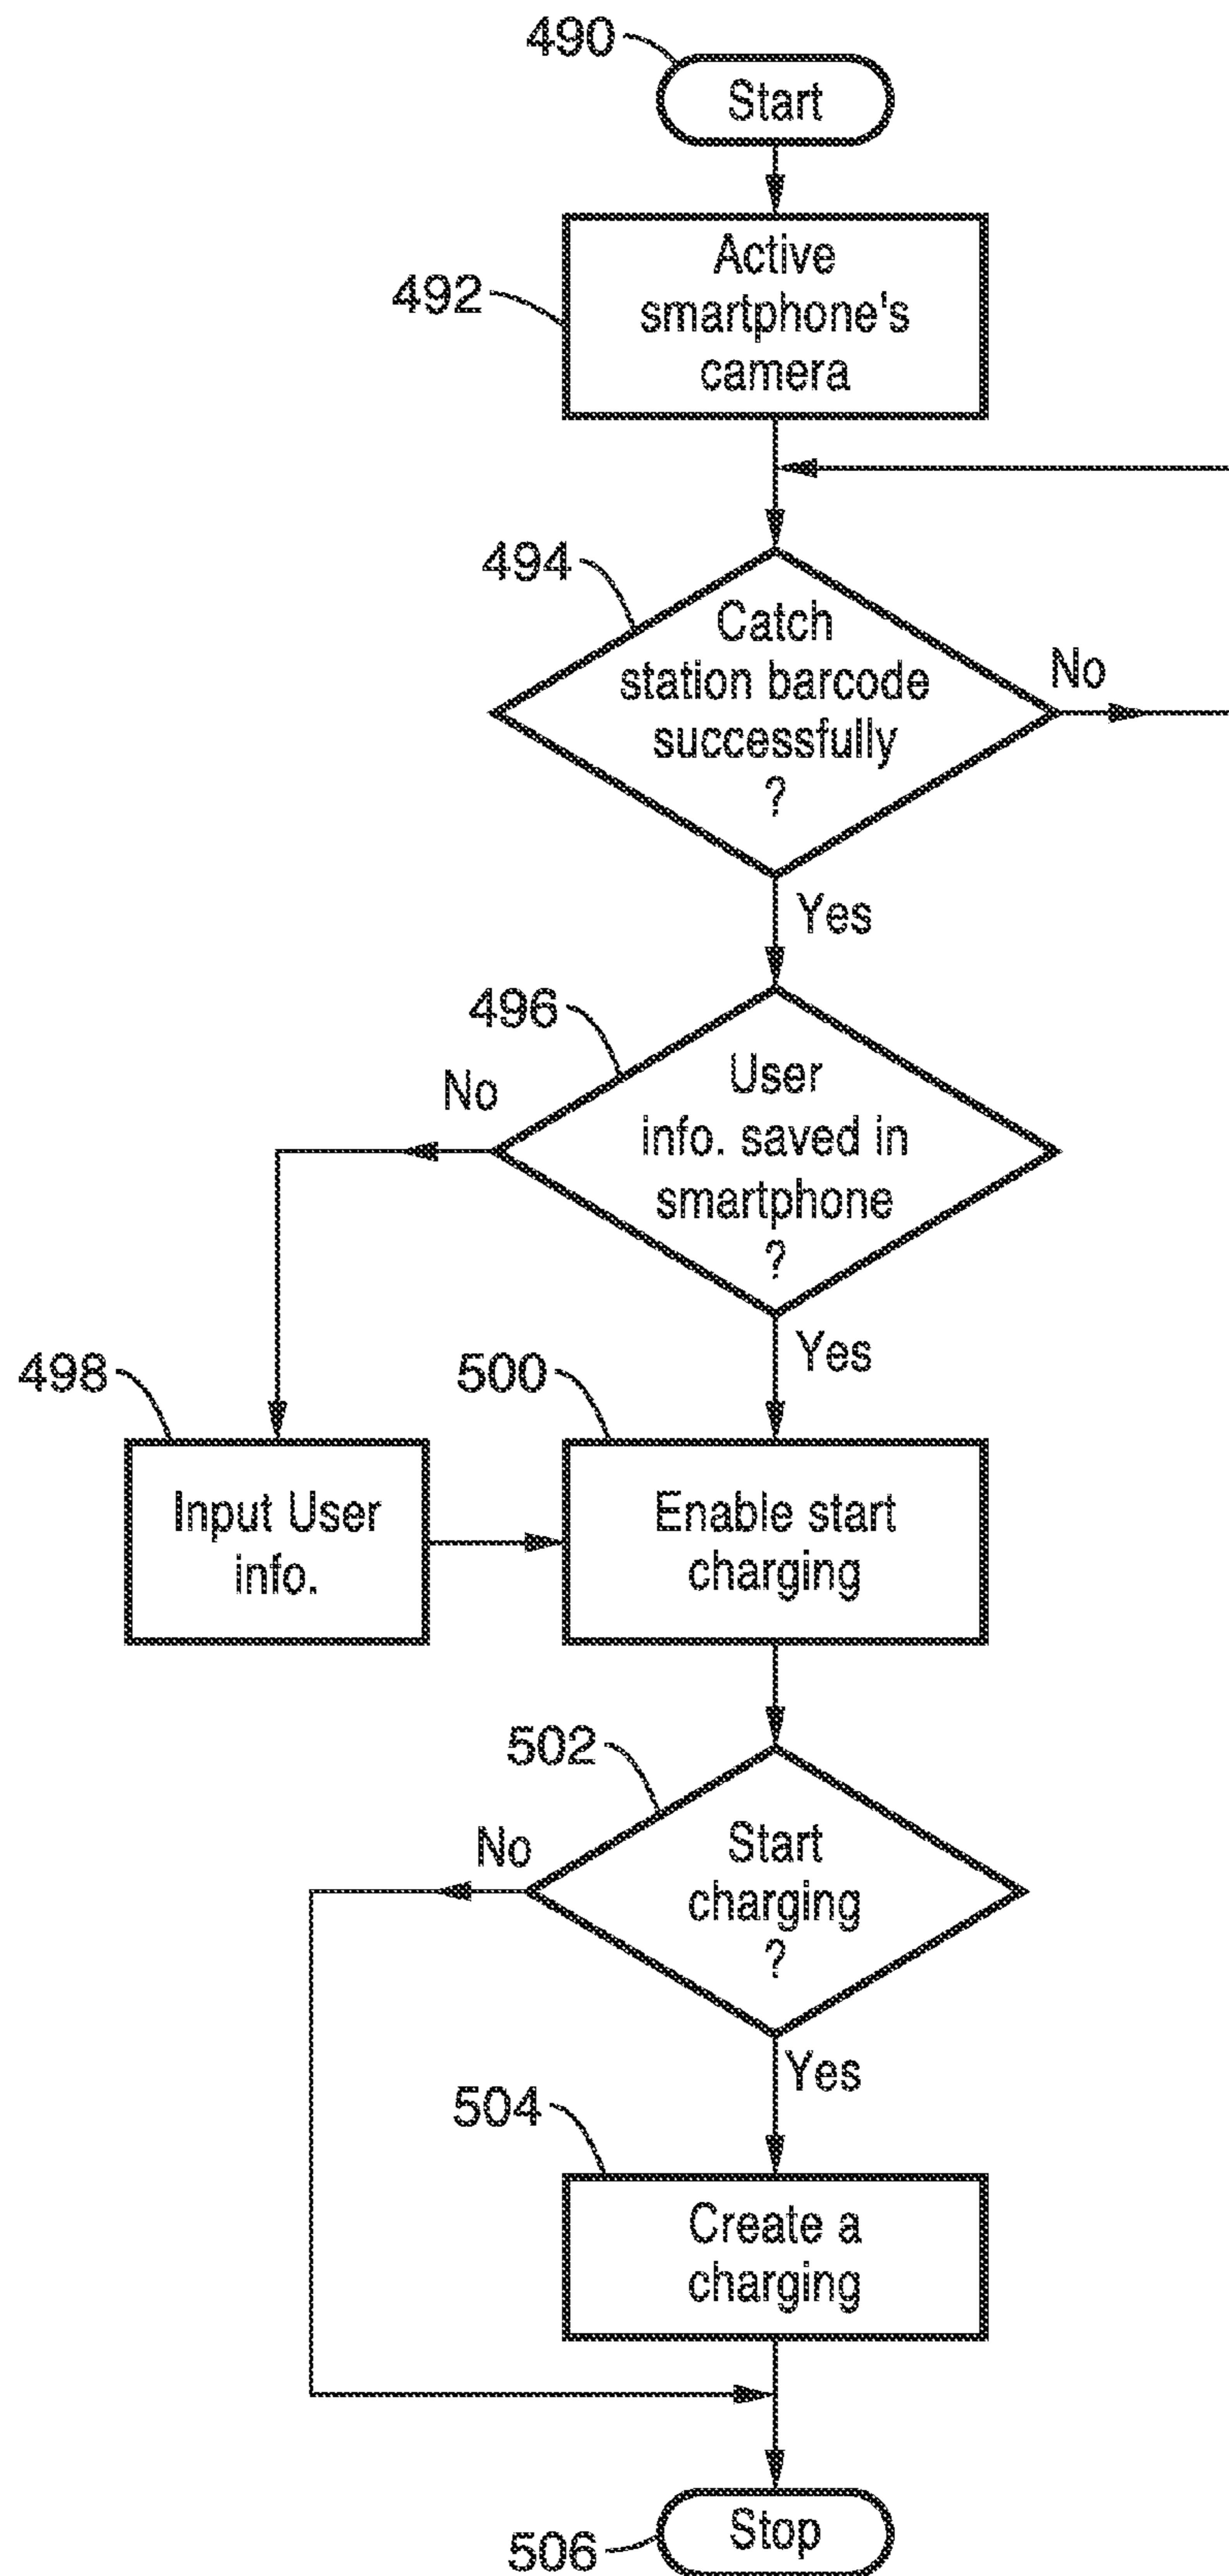 490
Start
492
Active
smartphone's
camera
494
Catch
station barcode
successfully
?
No
Yes
496
No
User
info. saved in
smartphone
?
Yes
498
500
Input User
info.
Enable start
charging
502
No
Start
charging
?
Yes
504
Create a
charging
506
Stop